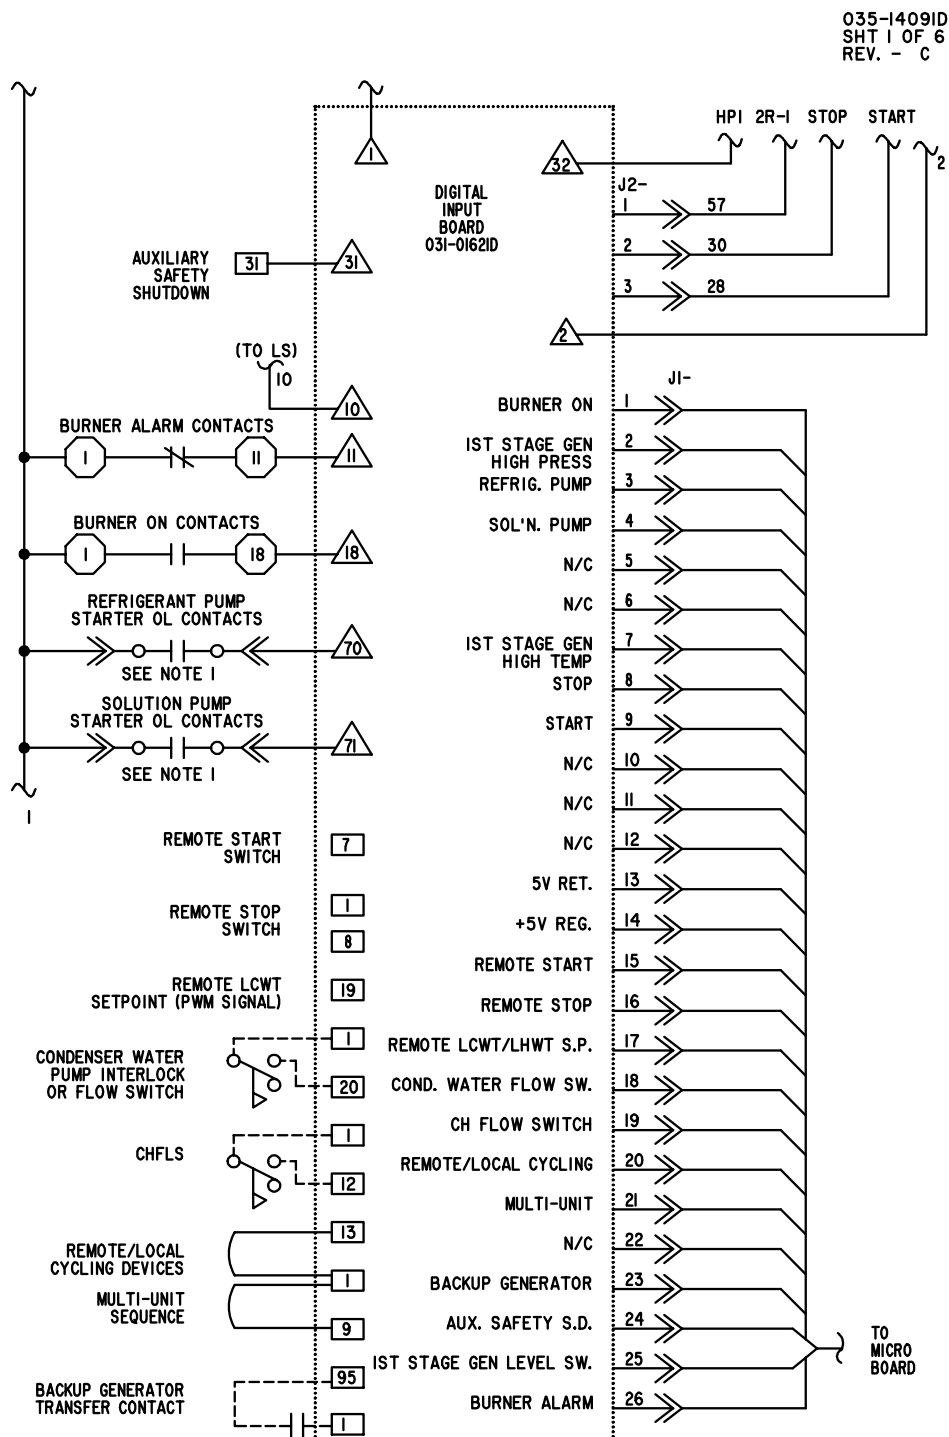 035-14091D
SHT 1 OF 6
REV. - C
HP1 2R-1 STOP START
2
1
32
DIGITAL
INPUT
BOARD
031-01621D
J2-
1 57
2 30
3 28
2
AUXILIARY
SAFETY
SHUTDOWN
31
31
(TO LS)
10
10
BURNER ALARM CONTACTS
1 11 11
BURNER ON CONTACTS
1 18 18
REFRIGERANT PUMP
STARTER OL CONTACTS
70
SEE NOTE 1
SOLUTION PUMP
STARTER OL CONTACTS
71
SEE NOTE 1
1
REMOTE START
SWITCH
7
REMOTE STOP
SWITCH
1
8
REMOTE LCWT
SETPOINT (PWM SIGNAL)
19
CONDENSER WATER
PUMP INTERLOCK
OR FLOW SWITCH
1
20
CHFLS
1
12
REMOTE/LOCAL
CYCLING DEVICES
13
1
MULTI-UNIT
SEQUENCE
9
BACKUP GENERATOR
TRANSFER CONTACT
95
1
J1-
BURNER ON 1
1ST STAGE GEN 2
HIGH PRESS
REFRIG. PUMP 3
SOL'N. PUMP 4
N/C 5
N/C 6
1ST STAGE GEN 7
HIGH TEMP
STOP 8
START 9
N/C 10
N/C 11
N/C 12
5V RET. 13
+5V REG. 14
REMOTE START 15
REMOTE STOP 16
REMOTE LCWT/LHWT S.P. 17
COND. WATER FLOW SW. 18
CH FLOW SWITCH 19
REMOTE/LOCAL CYCLING 20
MULTI-UNIT 21
N/C 22
BACKUP GENERATOR 23
AUX. SAFETY S.D. 24
1ST STAGE GEN LEVEL SW. 25
BURNER ALARM 26
TO
MICRO
BOARD